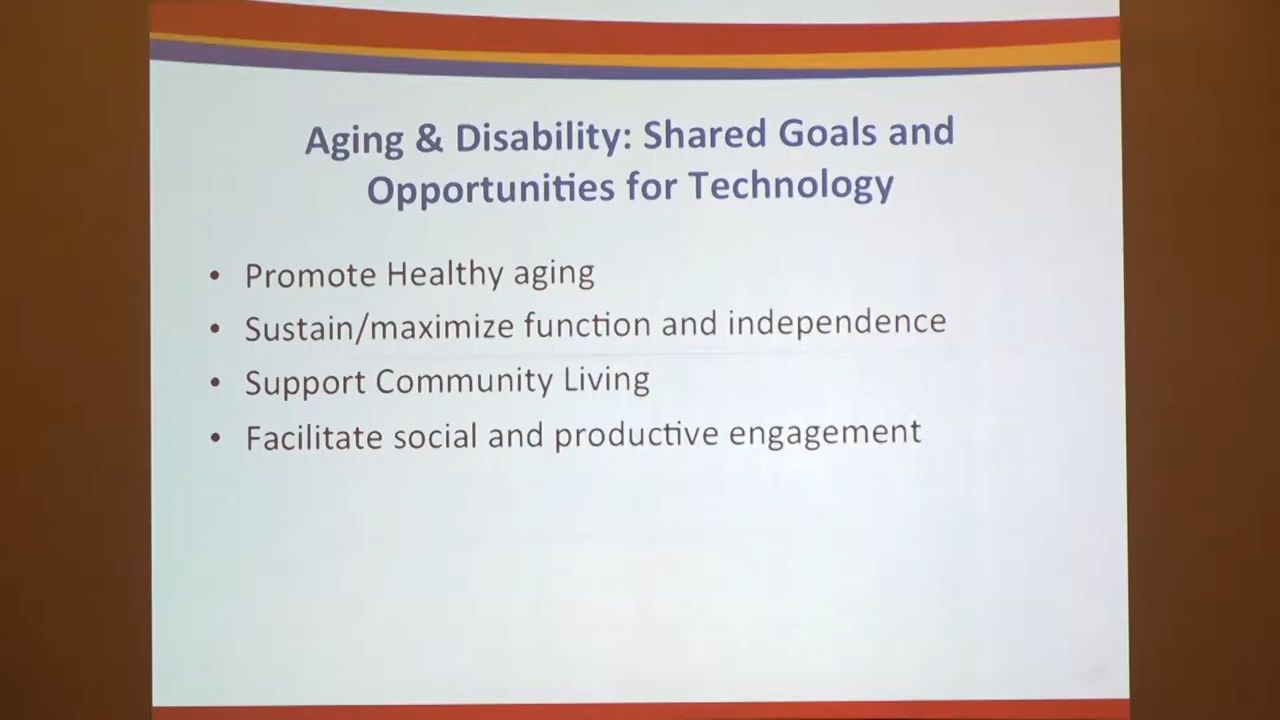 Aging & Disability: Shared Goals and
Opportunities for Technology
• Promote Healthy aging
• Sustain/maximize function and independence
• Support Community Living
• Facilitate social and productive engagement